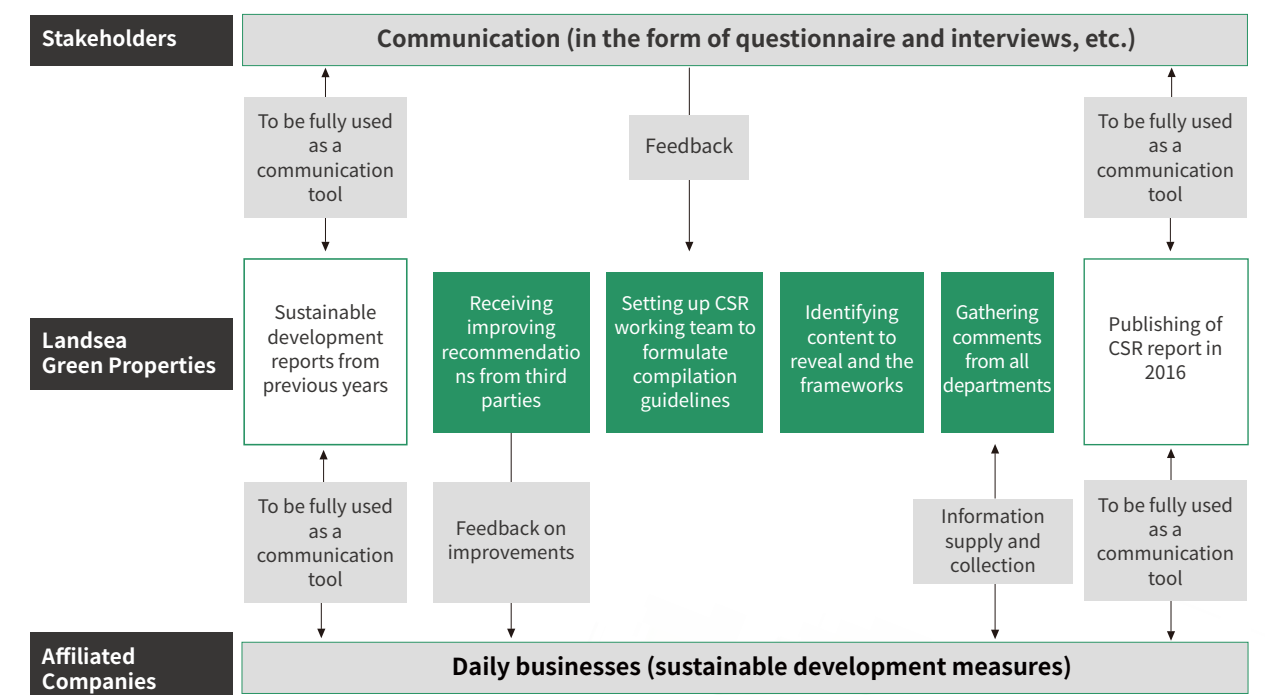 Stakeholders
Communication (in the form of questionnaire and interviews, etc.)
To be fully used
as a
communication
tool
Feedback
To be fully used
as a
communication
tool
Landsea
Green Properties
Sustainable
development
reports from
previous years
Receiving
improving
recommendatio
ns from third
parties
Setting up CSR
working team to
formulate
compilation
guidelines
Identifying
content to
reveal and the
frameworks
Gathering
comments
from all
departments
Publishing of
CSR report in
2016
To be fully used
as a
communication
tool
Feedback on
improvements
Information
supply and
collection
To be fully used
as a
communication
tool
Affiliated
Companies
Daily businesses (sustainable development measures)